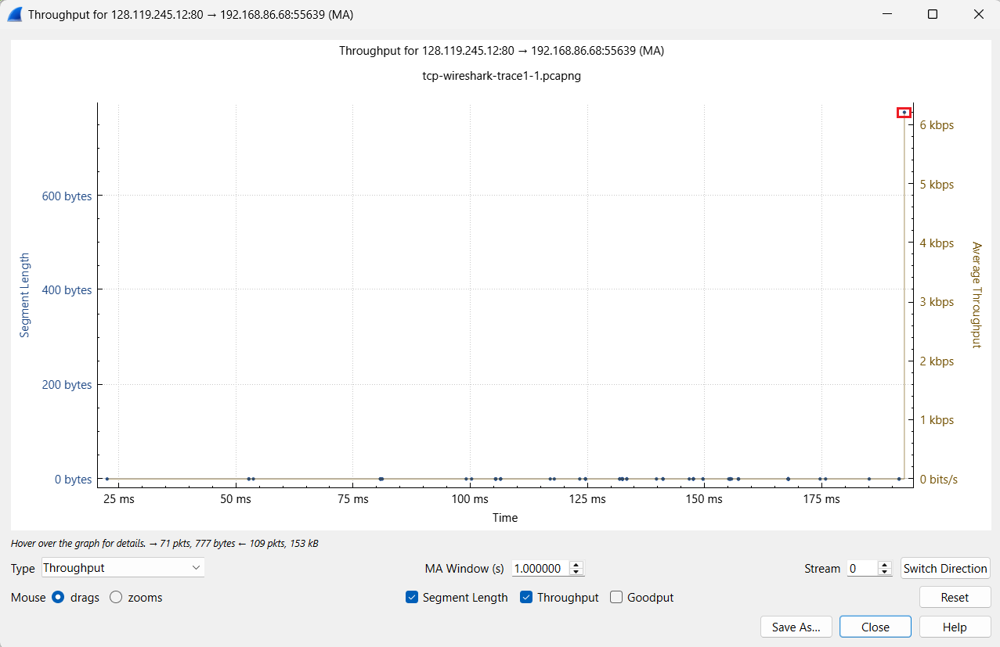 Throughput for 128.119.245.12:80 → 192.168.86.68:55639 (MA)
Throughput for 128.119.245.12:80 → 192.168.86.68:55639 (MA)
tcp-wireshark-trace1-1.pcapng
6 kbps
5 kbps
4 kbps
3 kbps
2 kbps
1 kbps
0 bits/s
Average Throughput
600 bytes
400 bytes
200 bytes
0 bytes
Segment Length
25 ms 50 ms 75 ms 100 ms 125 ms 150 ms 175 ms
Time
Hover over the graph for details. → 71 pkts, 777 bytes ← 109 pkts, 153 kB
Type Throughput MA Window (s) 1.000000 Stream 0 Switch Direction
Mouse drags zooms Segment Length Throughput Goodput Reset
Save As... Close Help